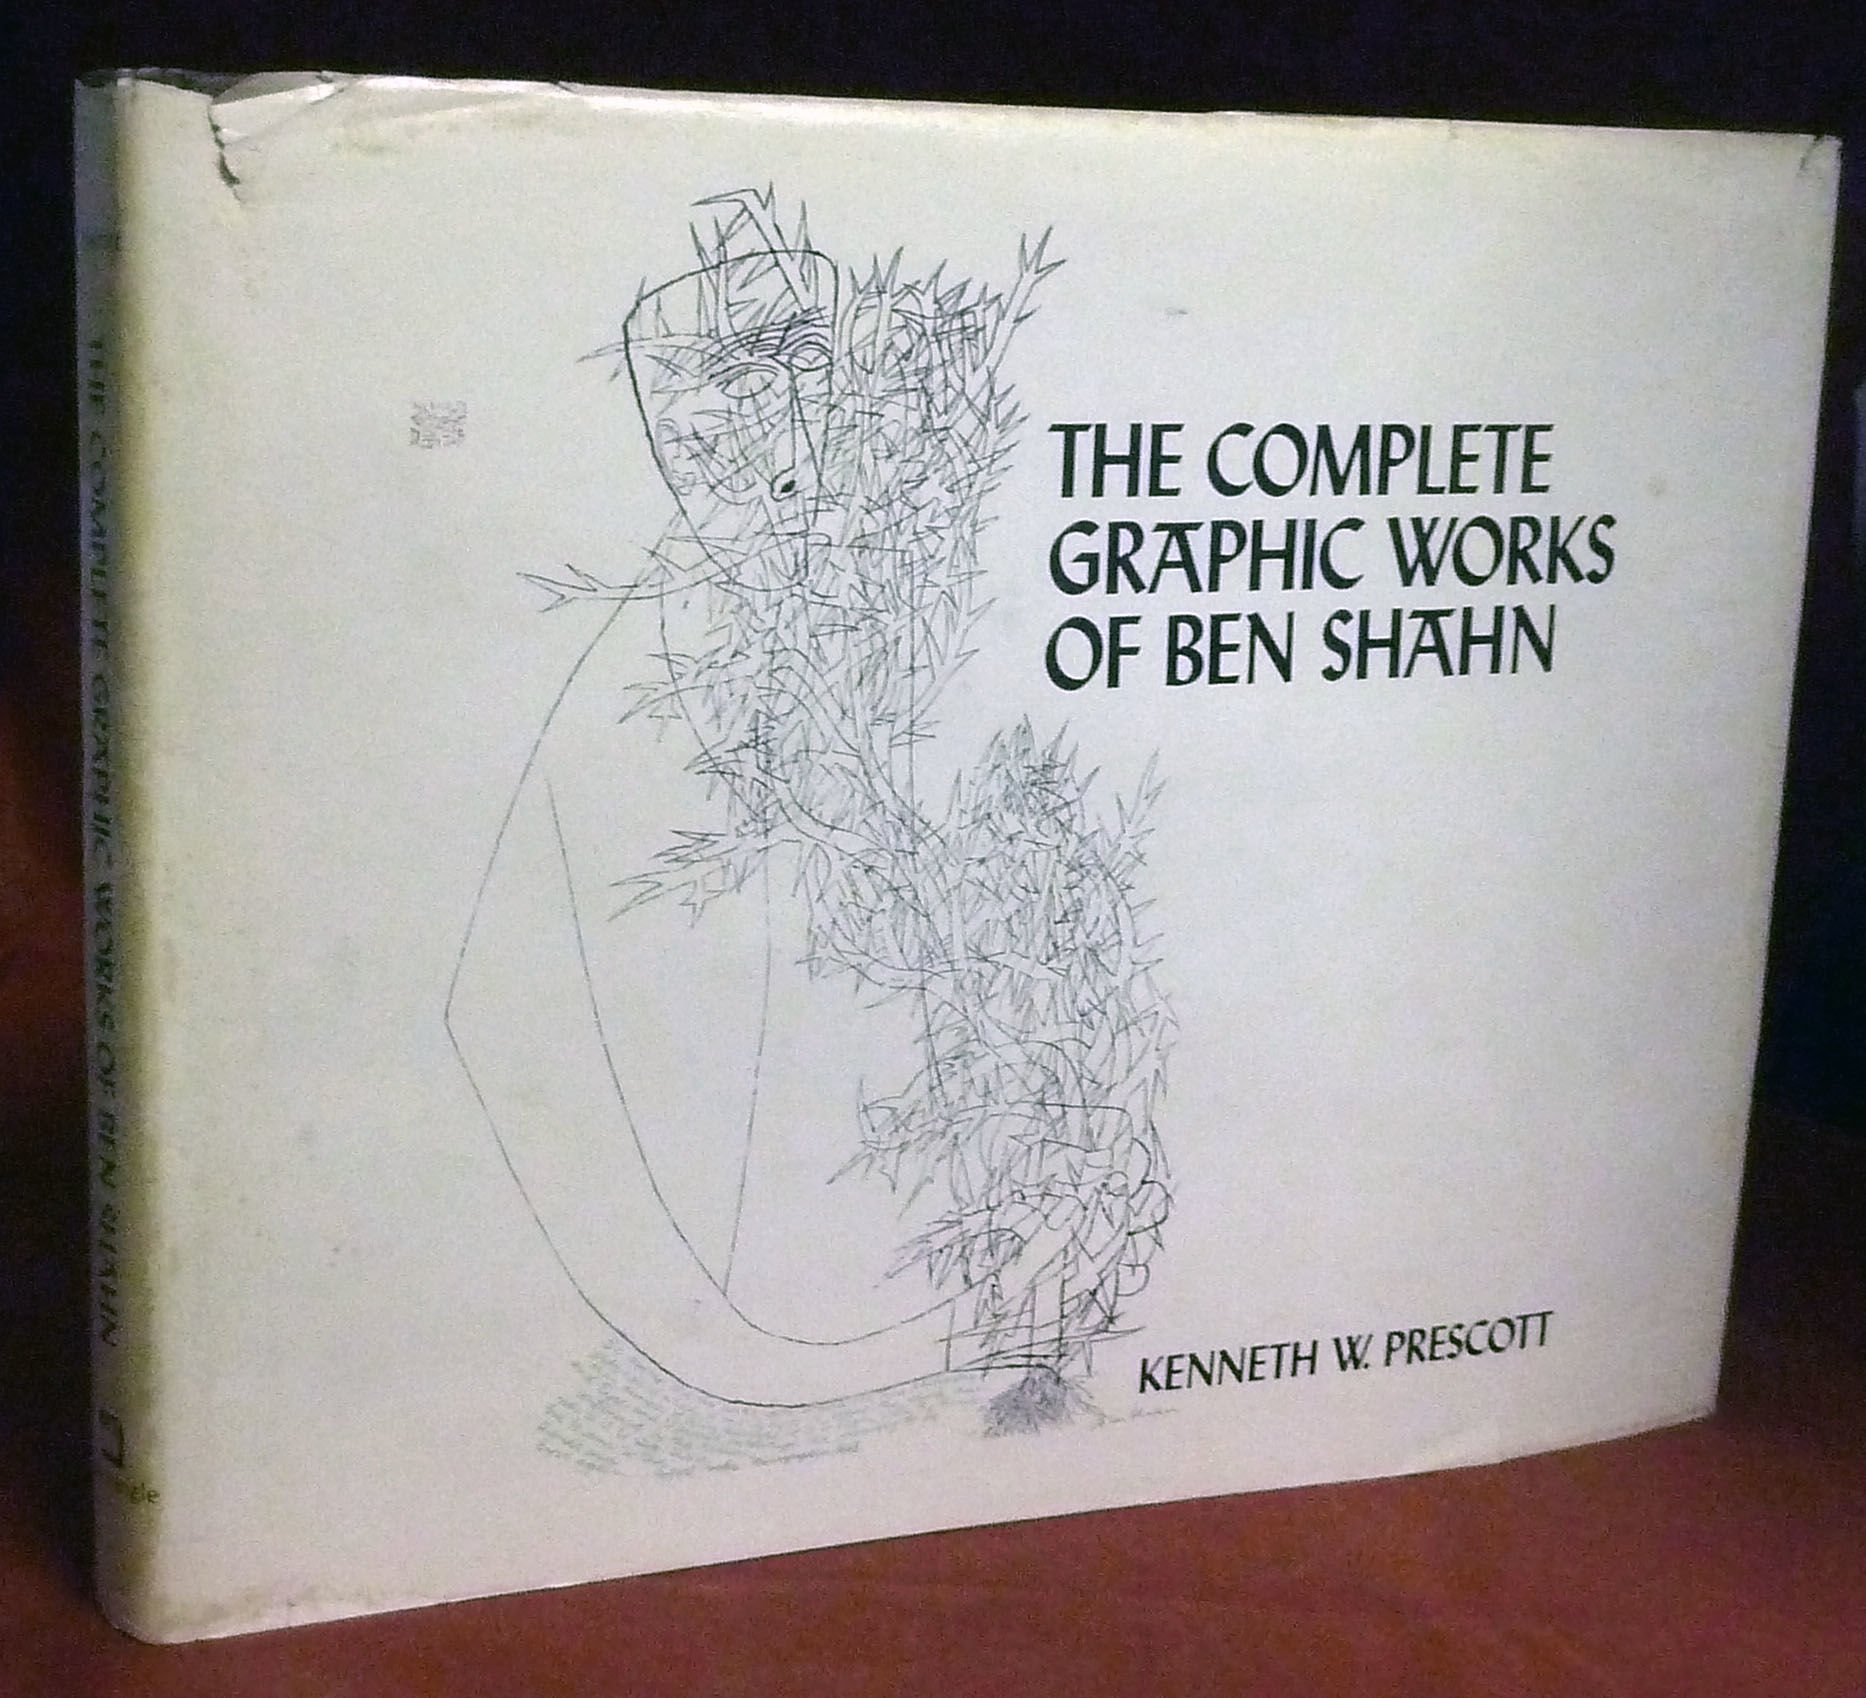 THE COMPLETE
GRAPHIC WORKS
OF BEN SHAHN
KENNETH W. PRESCOTT
THE COMPLETE GRAPHIC WORKS OF BEN SHAHN